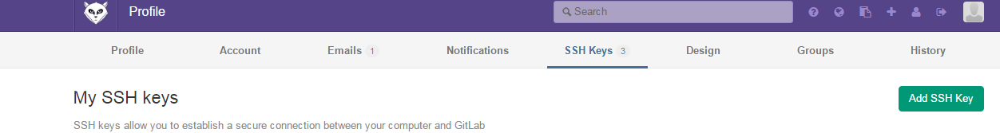 Profile Search
Profile Account Emails 1 Notifications SSH Keys 3 Design Groups History
My SSH keys Add SSH Key
SSH keys allow you to establish a secure connection between your computer and GitLab